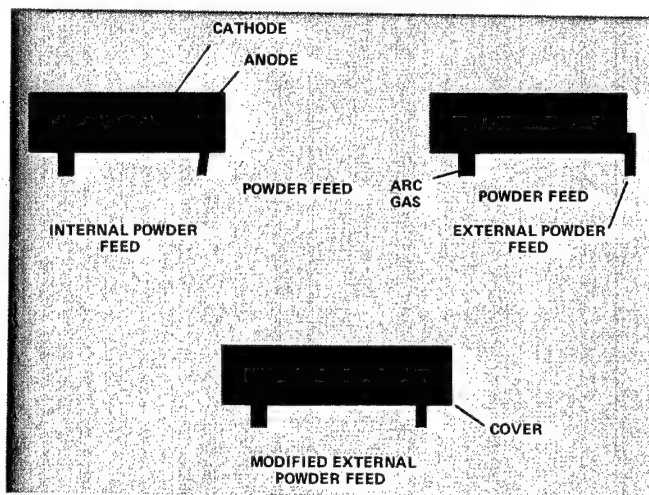 CATHODE
ANODE
POWDER FEED
ARC
GAS
POWDER FEED
INTERNAL POWDER
FEED
EXTERNAL POWDER
FEED
COVER
MODIFIED EXTERNAL
POWDER FEED